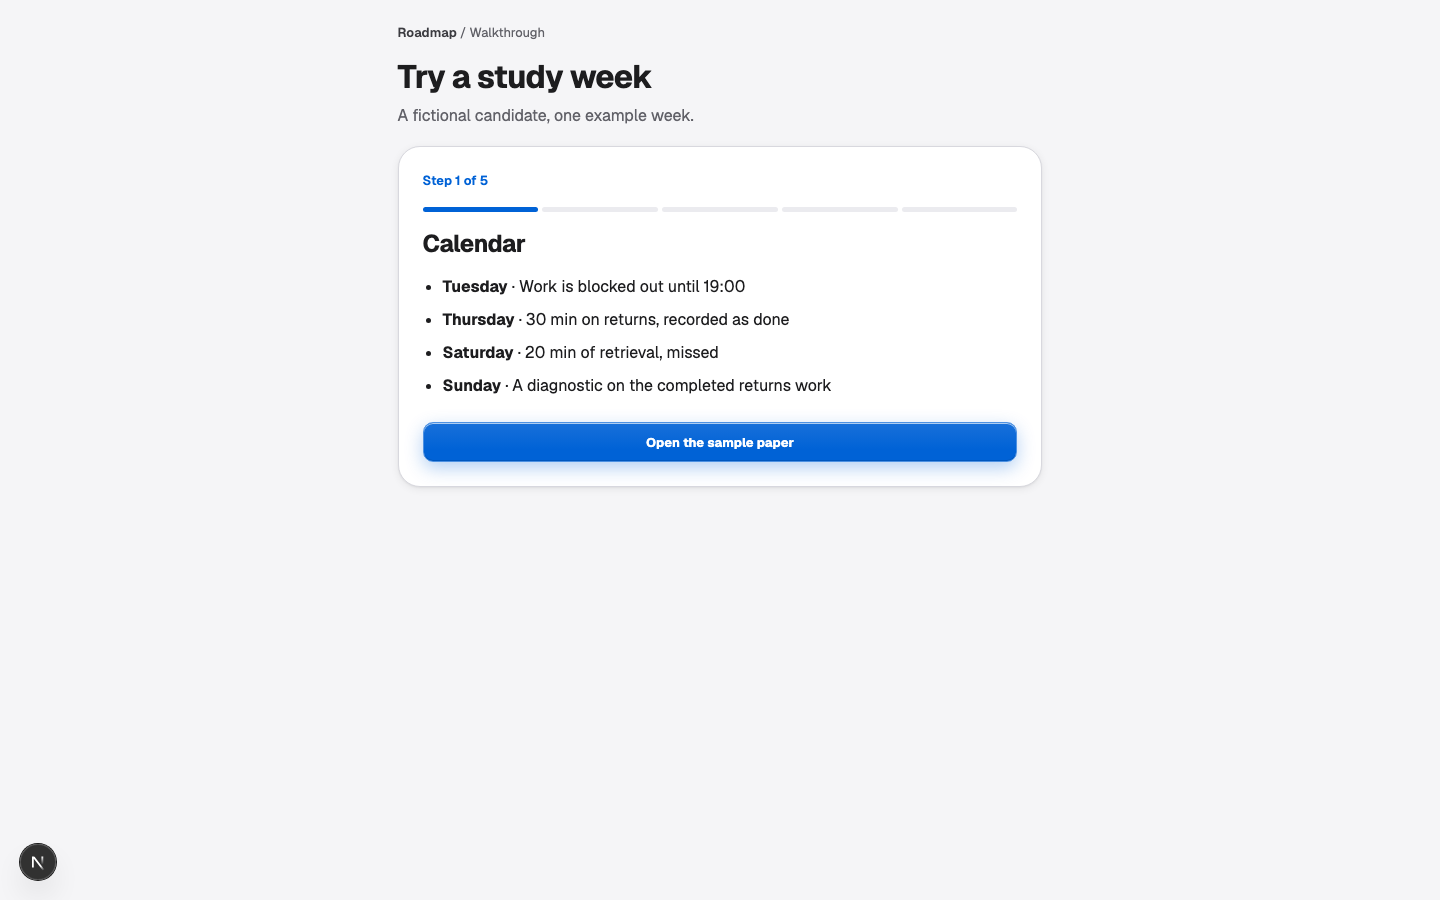 Roadmap / Walkthrough
Try a study week
A fictional candidate, one example week.
Step 1 of 5
Calendar
• Tuesday · Work is blocked out until 19:00
• Thursday · 30 min on returns, recorded as done
• Saturday · 20 min of retrieval, missed
• Sunday · A diagnostic on the completed returns work
Open the sample paper
N